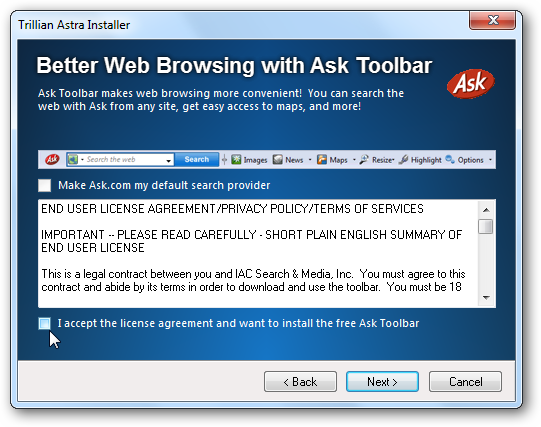 Trillian Astra Installer
Better Web Browsing with Ask Toolbar
Ask Toolbar makes web browsing more convenient!  You can search the
web with Ask from any site, get easy access to maps, and more!
Ask
Ask Search the web Search Images News Maps Resize Highlight Options
Make Ask.com my default search provider
END USER LICENSE AGREEMENT/PRIVACY POLICY/TERMS OF SERVICES
IMPORTANT -- PLEASE READ CAREFULLY - SHORT PLAIN ENGLISH SUMMARY OF
END USER LICENSE
This is a legal contract between you and IAC Search & Media, Inc.  You must agree to this
contract and abide by its terms in order to download and use the toolbar.  You must be 18
I accept the license agreement and want to install the free Ask Toolbar
< Back Next > Cancel